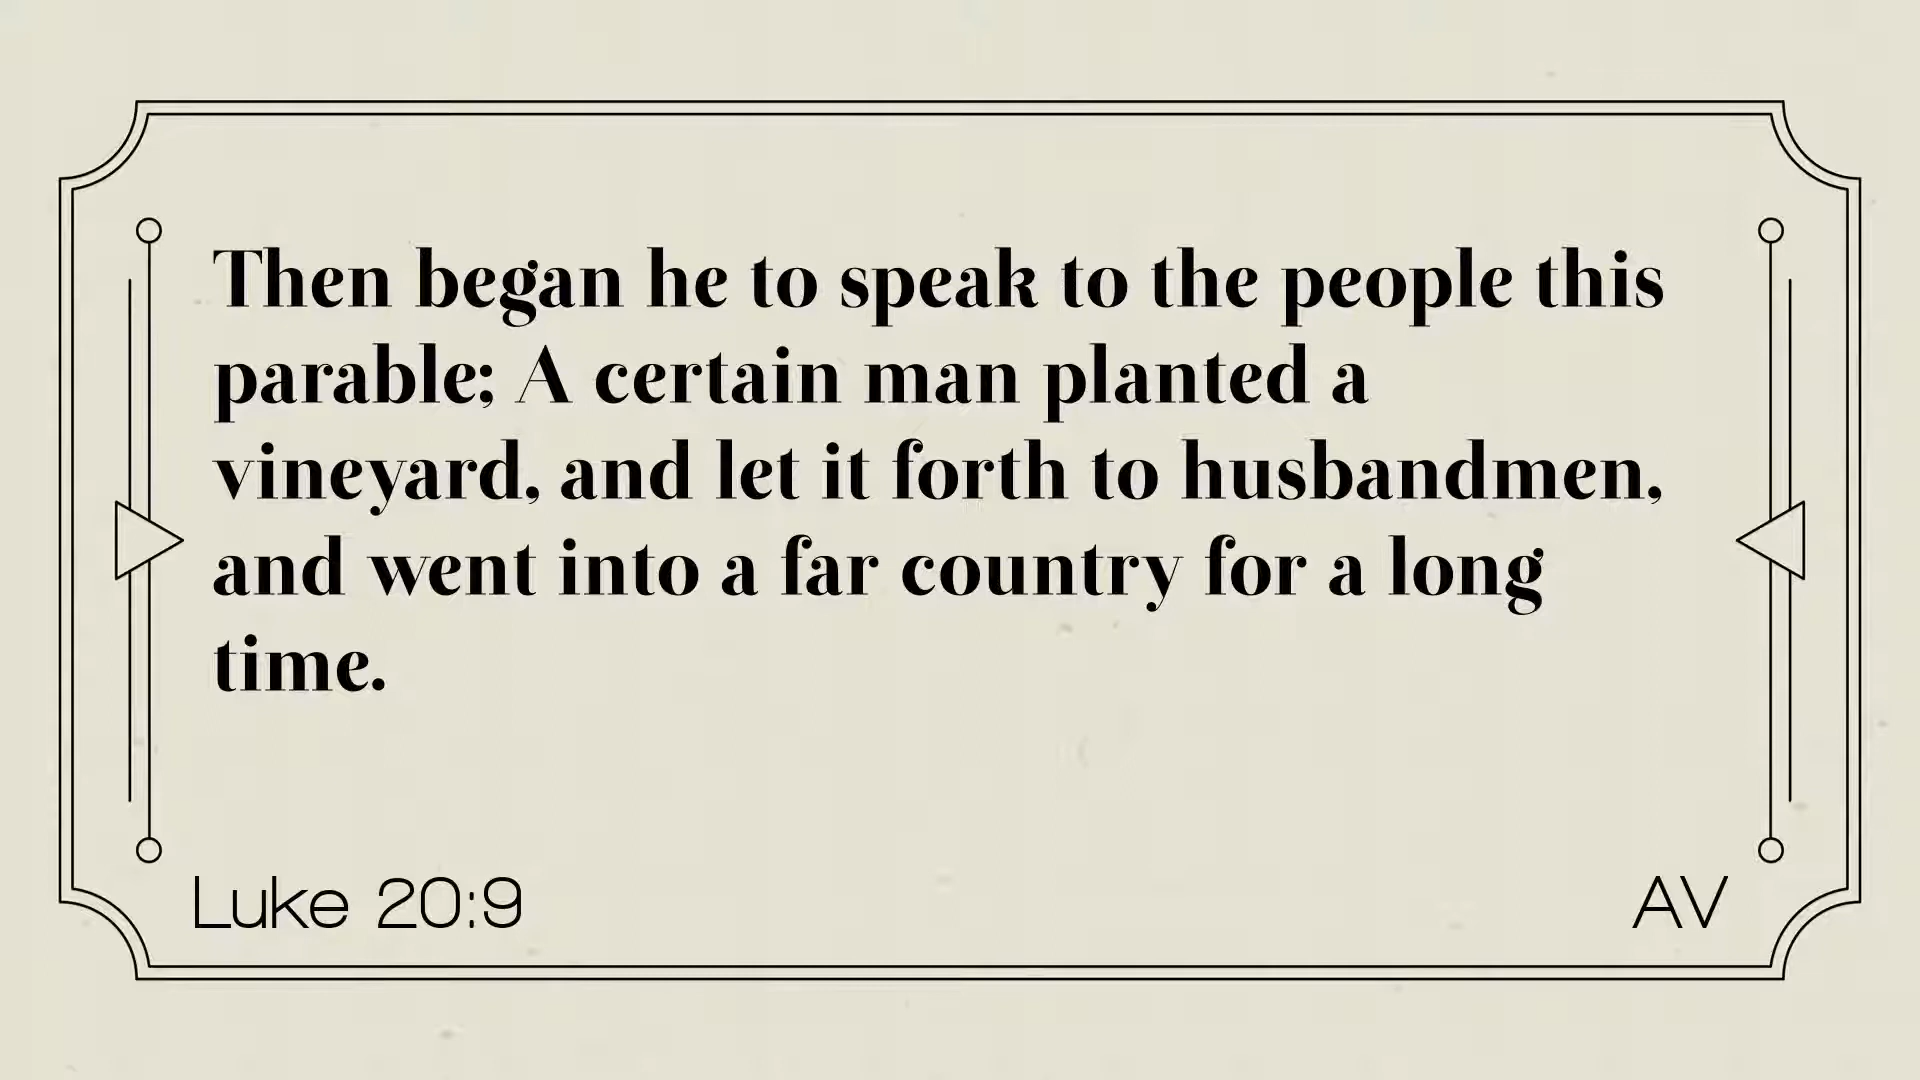 Then began he to speak to the people this
parable; A certain man planted a
vineyard, and let it forth to husbandmen,
and went into a far country for a long
time.
Luke 20:9
AV